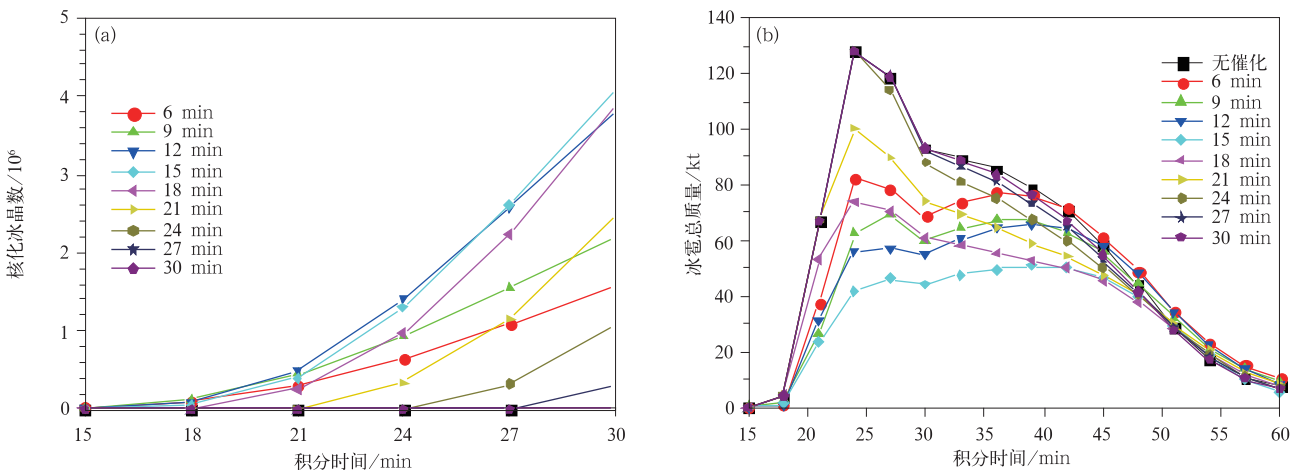 (a)
5
4
3
2
1
0
核化冰晶数/10⁶
6 min
9 min
12 min
15 min
18 min
21 min
24 min
27 min
30 min
15
18
21
24
27
30
积分时间/min
(b)
140
120
100
80
60
40
20
0
冰雹总质量/kt
无催化
6 min
9 min
12 min
15 min
18 min
21 min
24 min
27 min
30 min
15
20
25
30
35
40
45
50
55
60
积分时间/min